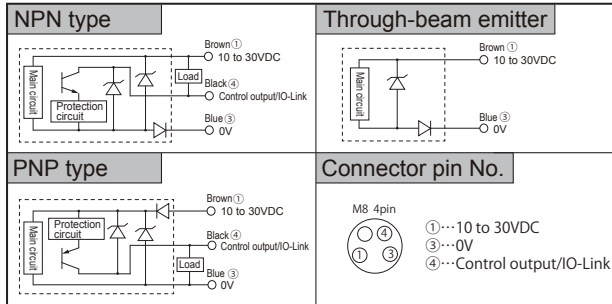 NPN type
Brown①
10 to 30VDC
Main circuit
Load
Black④
Control output/IO-Link
Protection
circuit
Blue③
0V
Through-beam emitter
Brown①
10 to 30VDC
Main circuit
Blue③
0V
PNP type
Brown①
10 to 30VDC
Main circuit
Protection
circuit
Black④
Control output/IO-Link
Load
Blue③
0V
Connector pin No.
M8 4pin
④
① ③
①…10 to 30VDC
③…0V
④…Control output/IO-Link